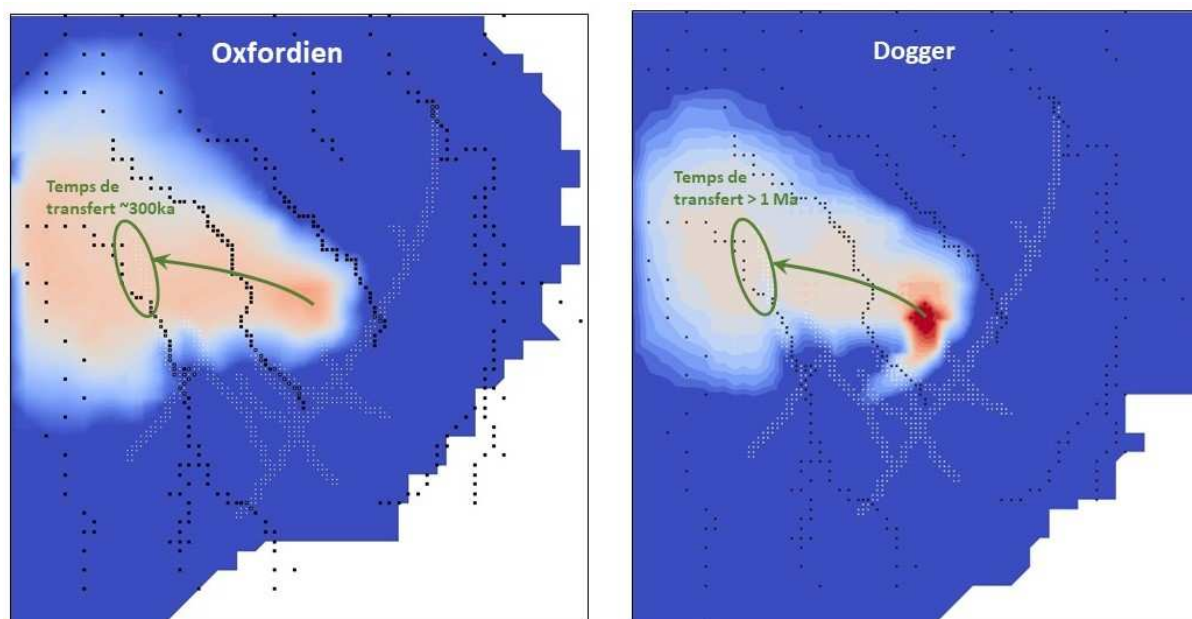 Oxfordien
Temps de
transfert ~300ka
Dogger
Temps de
transfert > 1 Ma